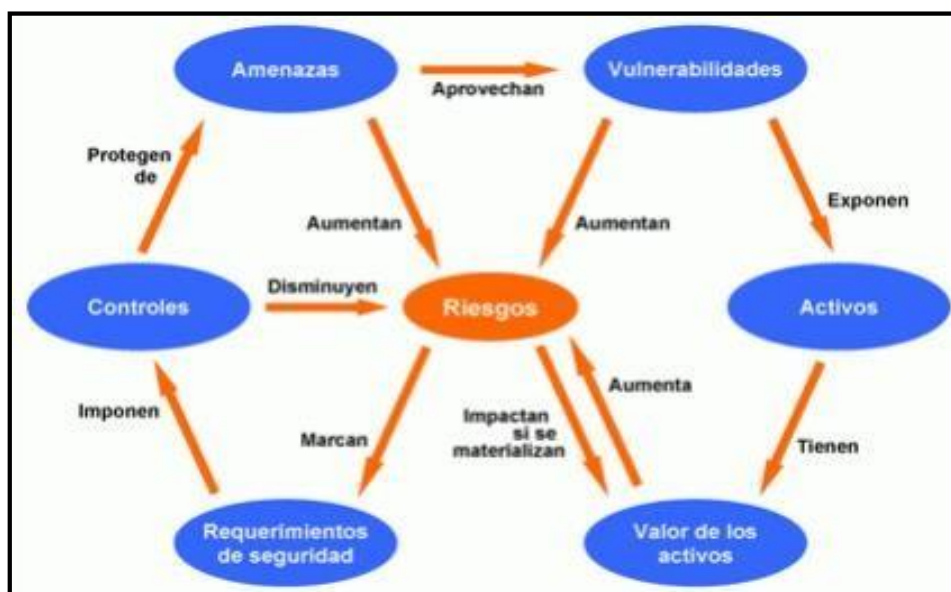 Amenazas
Vulnerabilidades
Aprovechan
Protegen
de
Exponen
Aumentan
Aumentan
Disminuyen
Controles
Riesgos
Activos
Imponen
Marcan
Impactan
si se
materializan
Aumenta
Tienen
Requerimientos
de seguridad
Valor de los
activos